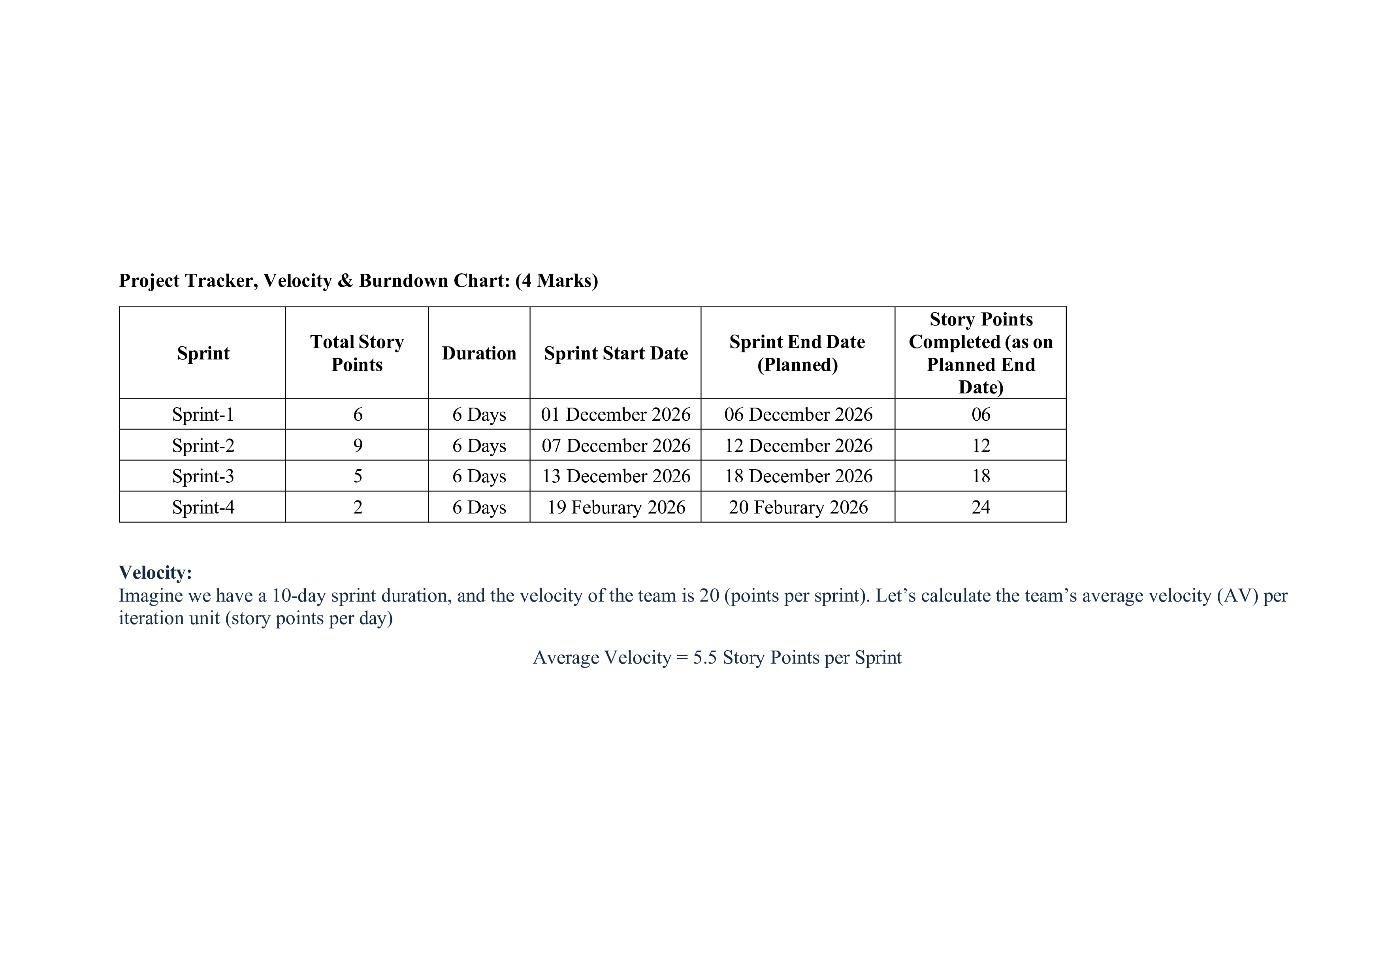 Project Tracker, Velocity & Burndown Chart: (4 Marks)
Sprint Total Story Points Duration Sprint Start Date Sprint End Date (Planned) Story Points Completed (as on Planned End Date)
Sprint-1 6 6 Days 01 December 2026 06 December 2026 06
Sprint-2 9 6 Days 07 December 2026 12 December 2026 12
Sprint-3 5 6 Days 13 December 2026 18 December 2026 18
Sprint-4 2 6 Days 19 Feburary 2026 20 Feburary 2026 24
Velocity:
Imagine we have a 10-day sprint duration, and the velocity of the team is 20 (points per sprint). Let’s calculate the team’s average velocity (AV) per
iteration unit (story points per day)
Average Velocity = 5.5 Story Points per Sprint